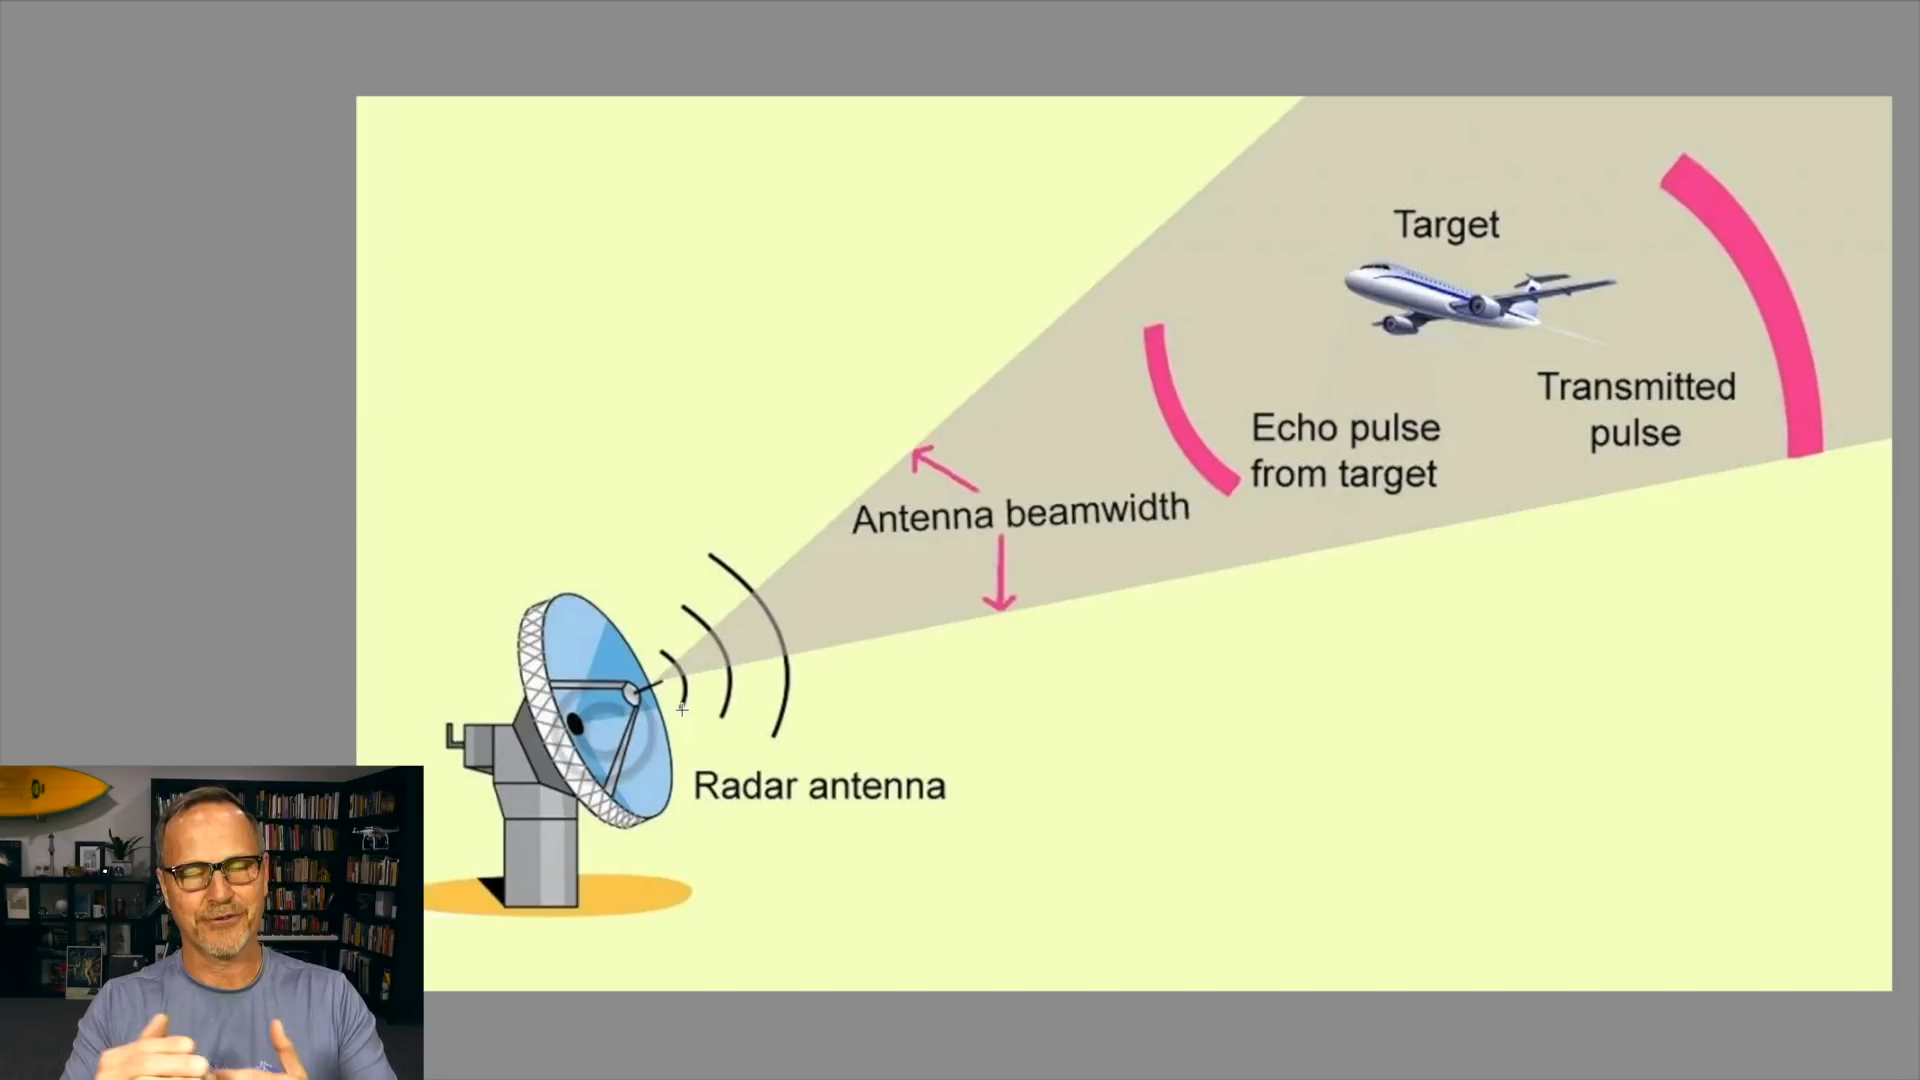 Target
Transmitted
pulse
Echo pulse
from target
Antenna beamwidth
Radar antenna